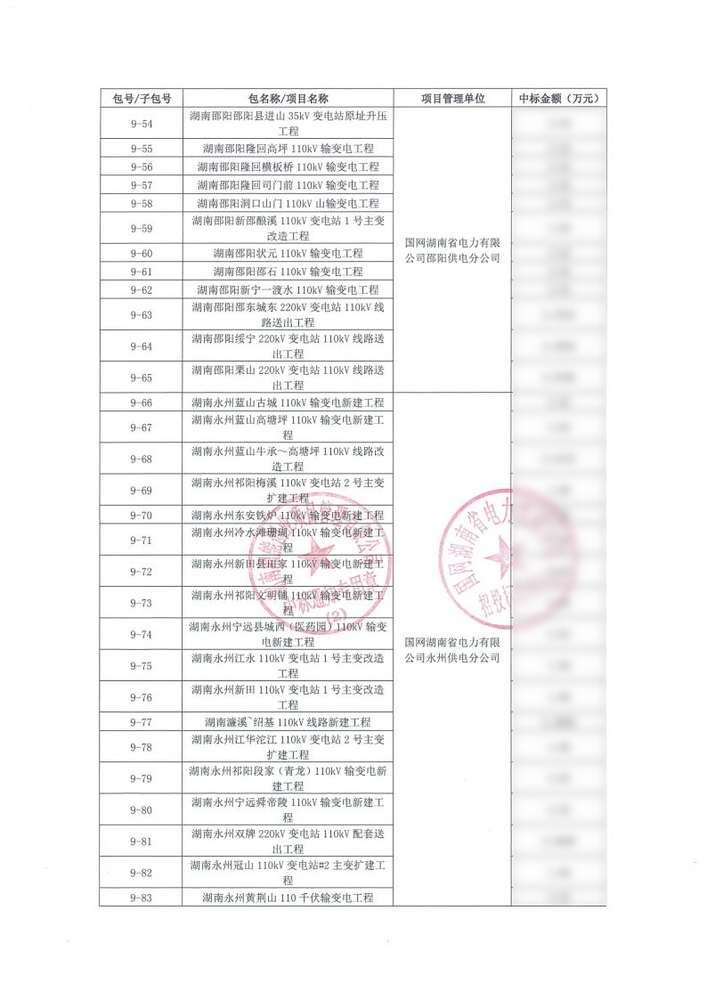 包号/子包号 包名称/项目名称 项目管理单位 中标金额（万元）
9-54 湖南邵阳邵阳县进山 35kV 变电站原址升压
工程
9-55 湖南邵阳隆回高坪 110kV 输变电工程
9-56 湖南邵阳隆回横板桥 110kV 输变电工程
9-57 湖南邵阳隆回司门前 110kV 输变电工程
9-58 湖南邵阳洞口山门 110kV 山输变电工程
9-59 湖南邵阳新邵酿溪 110kV 变电站 1 号主变
改造工程
国网湖南省电力有限
公司邵阳供电分公司
9-60 湖南邵阳状元 110kV 输变电工程
9-61 湖南邵阳邵石 110kV 输变电工程
9-62 湖南邵阳新宁一渡水 110kV 输变电工程
9-63 湖南邵阳邵东城东 220kV 变电站 110kV 线
路送出工程
9-64 湖南邵阳绥宁 220kV 变电站 110kV 线路送
出工程
9-65 湖南邵阳栗山 220kV 变电站 110kV 线路送
出工程
9-66 湖南永州蓝山古城 110kV 输变电新建工程
9-67 湖南永州蓝山高塘坪 110kV 输变电新建工
程
9-68 湖南永州蓝山牛承～高塘坪 110kV 线路改
造工程
9-69 湖南永州祁阳梅溪 110kV 变电站 2 号主变
扩建工程
9-70 湖南永州东安铁炉 110kV 输变电新建工程
9-71 湖南永州冷水滩珊瑚 110kV 输变电新建工
程
9-72 湖南永州新田县田家 110kV 输变电新建工
程
9-73 湖南永州祁阳文明铺 110kV 输变电新建工
程
9-74 湖南永州宁远县城西（医药园）110kV 输变
电新建工程
国网湖南省电力有限
公司永州供电分公司
9-75 湖南永州江永 110kV 变电站 1 号主变改造
工程
9-76 湖南永州新田 110kV 变电站 1 号主变改造
工程
9-77 湖南濂溪~绍基 110kV 线路新建工程
9-78 湖南永州江华沱江 110kV 变电站 2 号主变
扩建工程
9-79 湖南永州祁阳段家（青龙）110kV 输变电新
建工程
9-80 湖南永州宁远舜帝陵 110kV 输变电新建工
程
9-81 湖南永州双牌 220kV 变电站 110kV 配套送
出工程
9-82 湖南永州冠山 110kV 变电站#2 主变扩建工
程
9-83 湖南永州黄荆山 110 千伏输变电工程
中标通知专用章
(2)
国网湖南省电力
招投